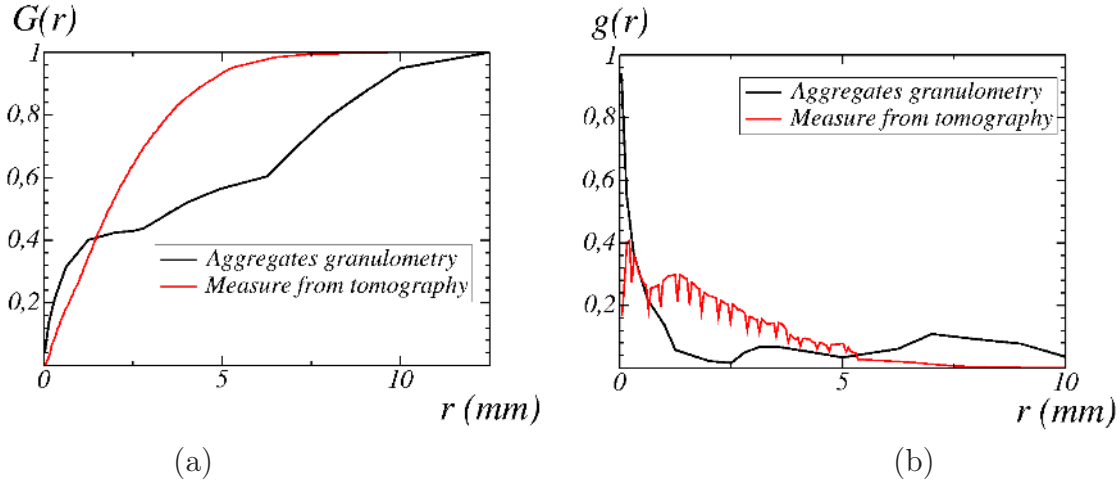 G(r)
1
0,8
0,6
0,4
0,2
0
5
10
r (mm)
Aggregates granulometry
Measure from tomography
(a)
g(r)
1
0,8
0,6
0,4
0,2
0
5
10
r (mm)
Aggregates granulometry
Measure from tomography
(b)